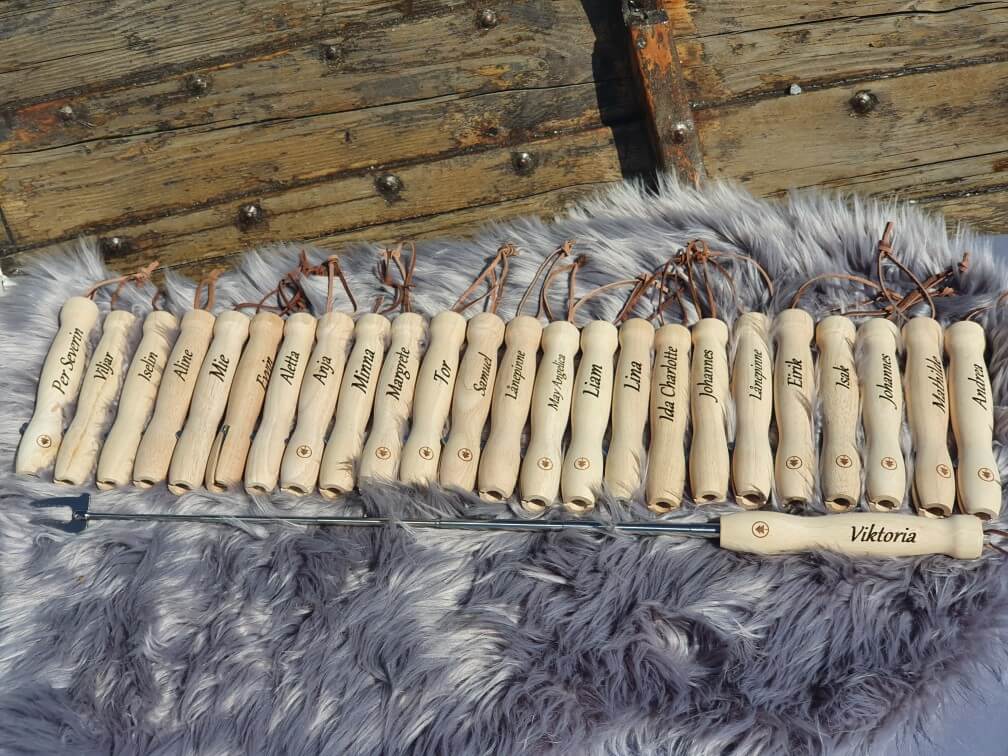 Per Severin
Viljar
Iselin
Aline
Mie
Aletta
Anja
Minna
Margrete
Tor
Samuel
Lånepinne
May Angelica
Liam
Lina
Ida Charlotte
Johannes
Lånepinne
Eirik
Isak
Johannes
Mathilde
Andrea
Viktoria